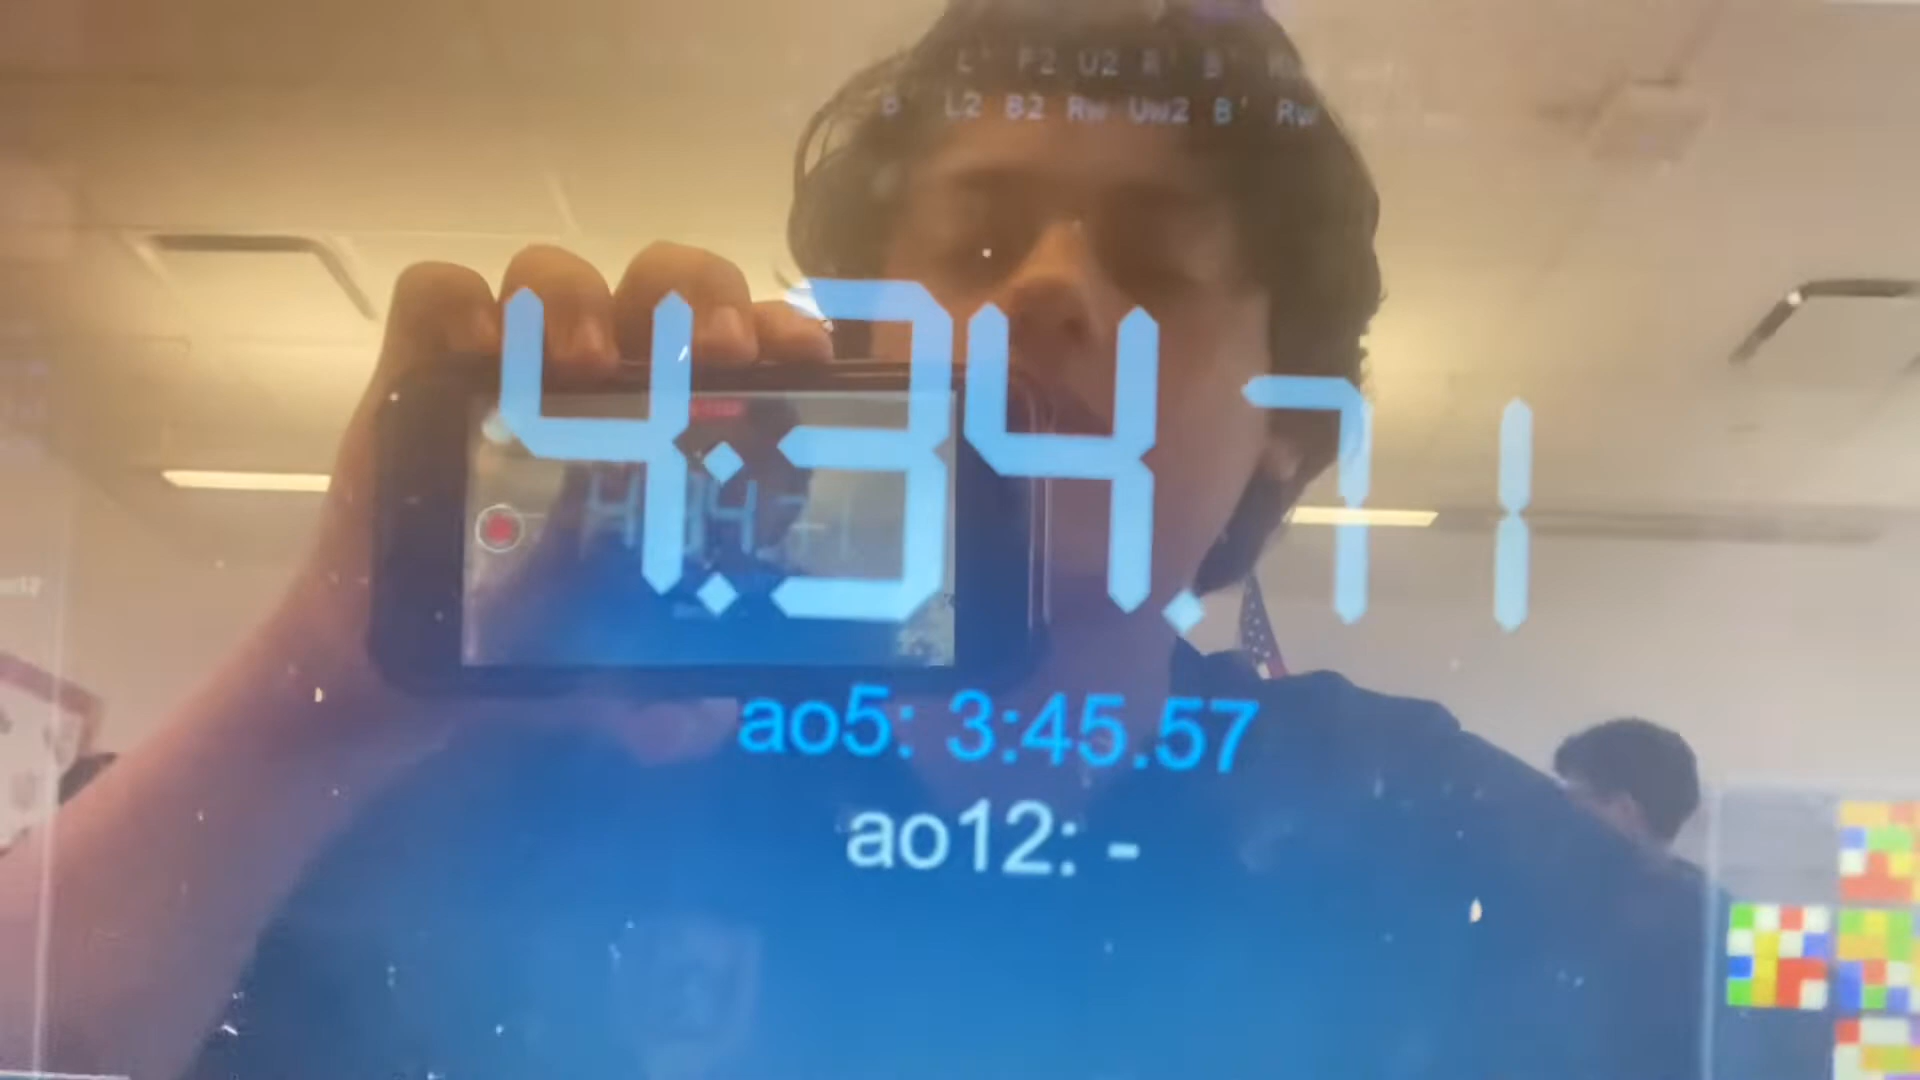 L' F2 U2 R' B'
B L2 B2 Rw Uw2 B' Rw
4:34.71
ao5: 3:45.57
ao12: -